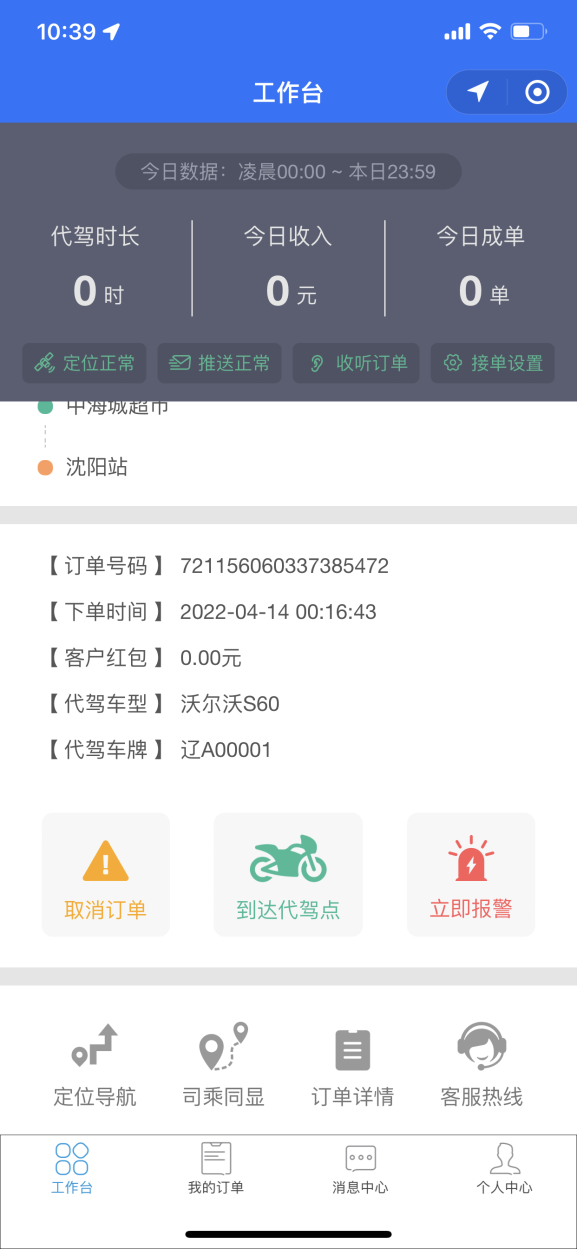 10:39
工作台
今日数据：凌晨00:00 ~ 本日23:59
代驾时长 今日收入 今日成单
0 时 0 元 0 单
定位正常 推送正常 收听订单 接单设置
中海城超市
沈阳站
【 订单号码 】 721156060337385472
【 下单时间 】 2022-04-14 00:16:43
【 客户红包 】 0.00元
【 代驾车型 】 沃尔沃S60
【 代驾车牌 】 辽A00001
取消订单 到达代驾点 立即报警
定位导航 司乘同显 订单详情 客服热线
工作台 我的订单 消息中心 个人中心